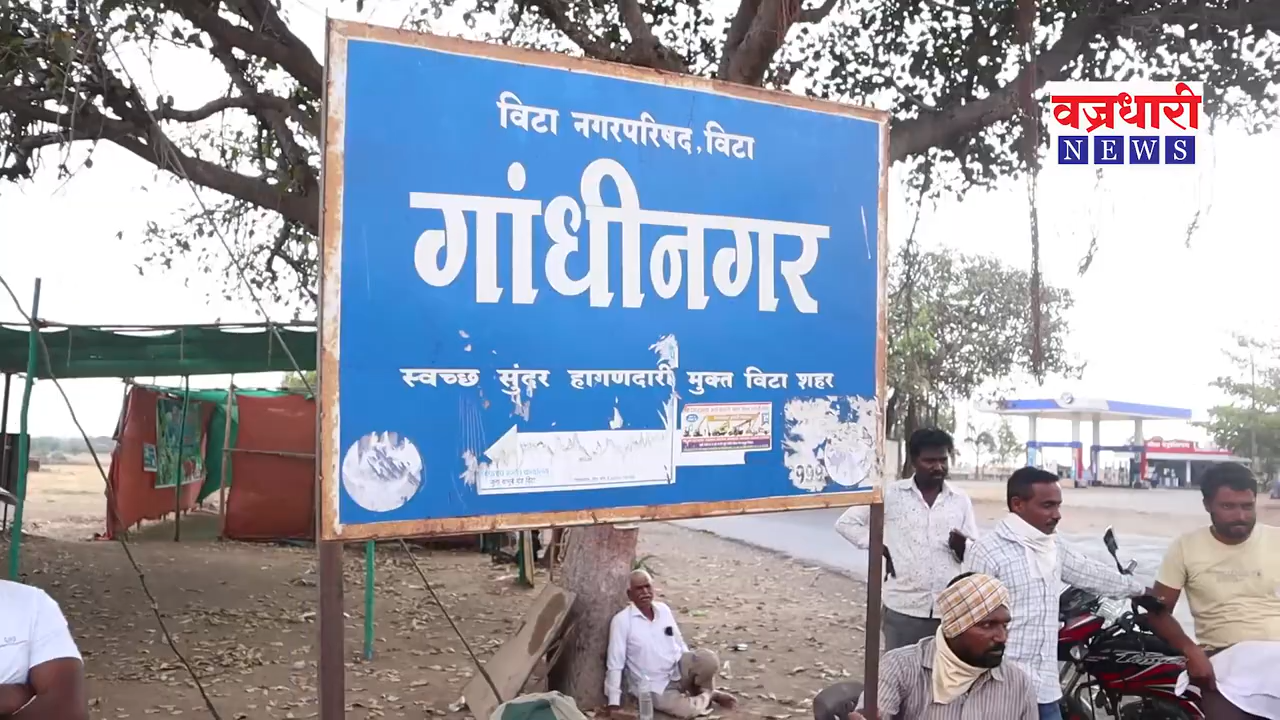 विटा नगरपरिषद, विटा
गांधीनगर
स्वच्छ सुंदर हागणदारी मुक्त विटा शहर
वज्रधारी
NEWS